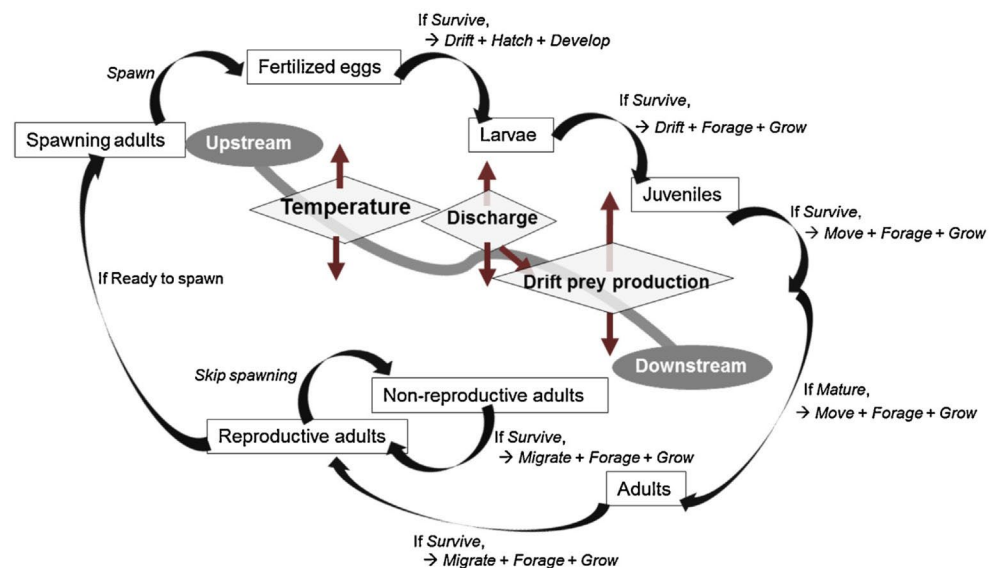 If Survive,
→ Drift + Hatch + Develop
Spawn
Fertilized eggs
If Survive,
→ Drift + Forage + Grow
Spawning adults
Upstream
Larvae
Juveniles
Temperature
Discharge
If Survive,
→ Move + Forage + Grow
If Ready to spawn
Drift prey production
Downstream
Skip spawning
Non-reproductive adults
If Mature,
→ Move + Forage + Grow
Reproductive adults
If Survive,
→ Migrate + Forage + Grow
Adults
If Survive,
→ Migrate + Forage + Grow